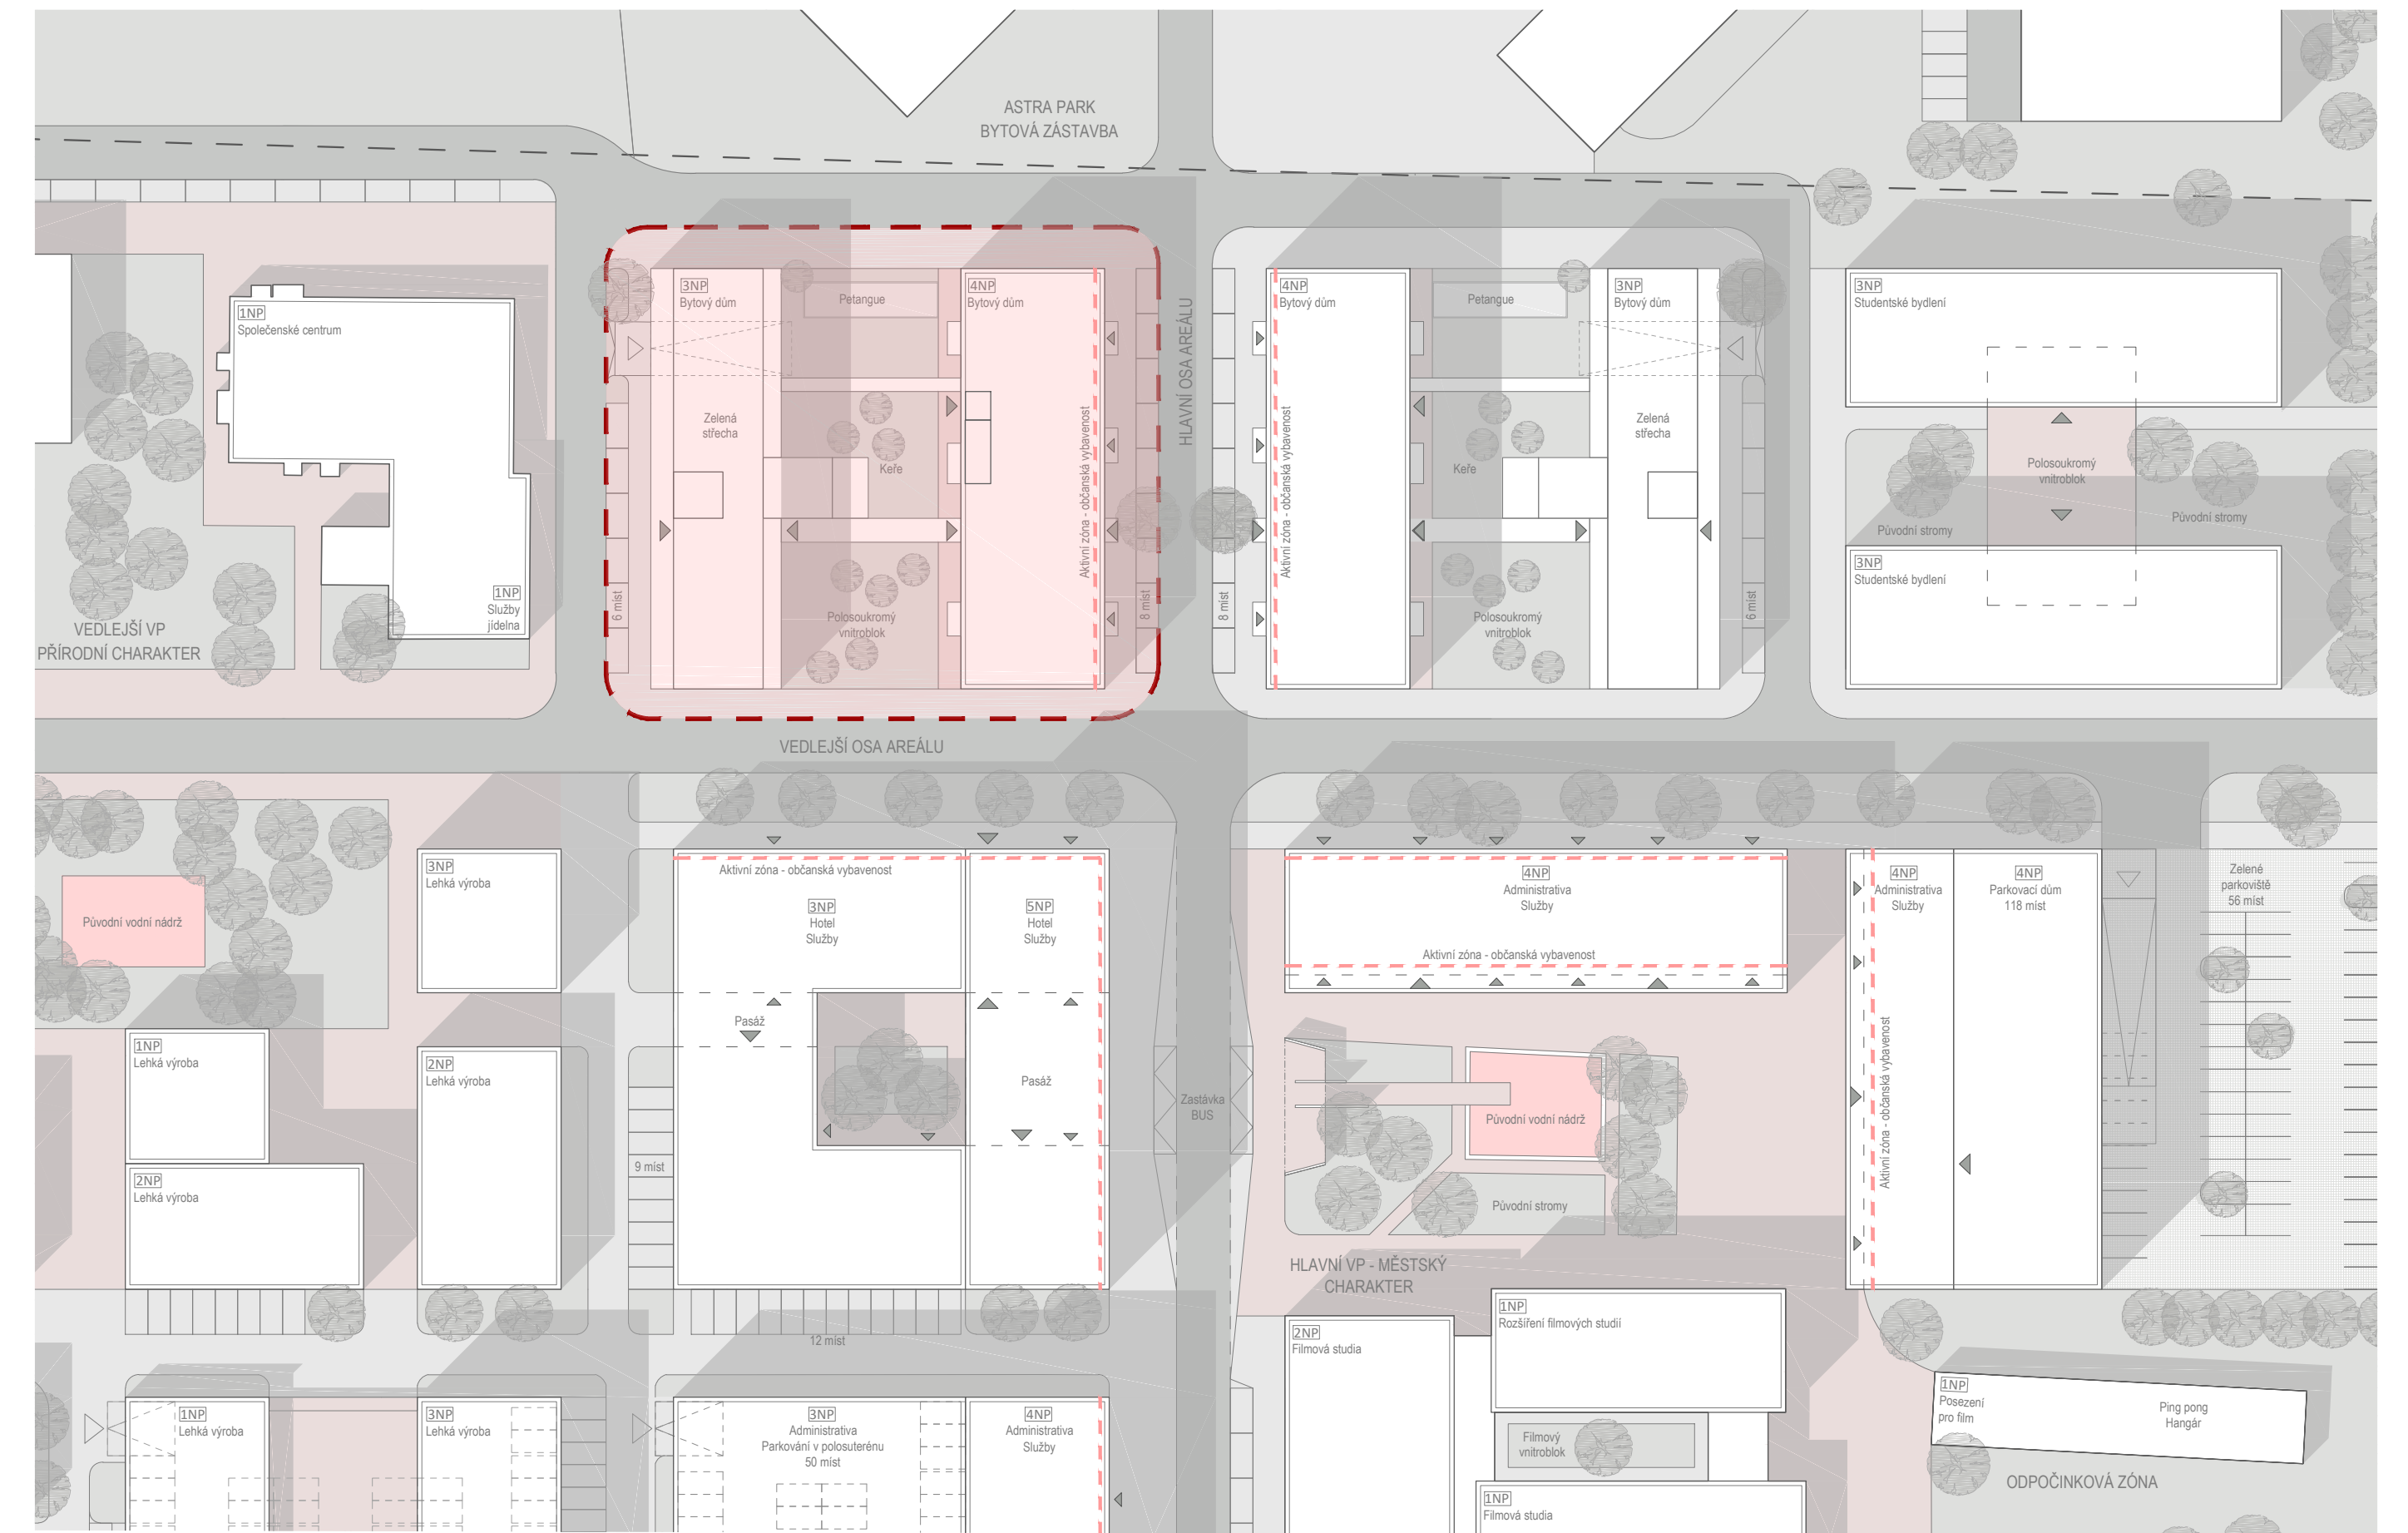 ASTRA PARK
BYTOVÁ ZÁSTAVBA
1NP
Společenské centrum
1NP
Služby
jídelna
VEDLEJŠÍ VP
PŘÍRODNÍ CHARAKTER
3NP
Bytový dům
Petangue
4NP
Bytový dům
Zelená
střecha
Keře
Polosoukromý
vnitroblok
Aktivní zóna - občanská vybavenost
6 míst
8 míst
HLAVNÍ OSA AREÁLU
8 míst
4NP
Bytový dům
Aktivní zóna - občanská vybavenost
Petangue
3NP
Bytový dům
Keře
Zelená
střecha
Polosoukromý
vnitroblok
6 míst
3NP
Studentské bydlení
Polosoukromý
vnitroblok
Původní stromy
Původní stromy
3NP
Studentské bydlení
VEDLEJŠÍ OSA AREÁLU
Původní vodní nádrž
3NP
Lehká výroba
1NP
Lehká výroba
2NP
Lehká výroba
2NP
Lehká výroba
Aktivní zóna - občanská vybavenost
3NP
Hotel
Služby
5NP
Hotel
Služby
Pasáž
Pasáž
9 míst
12 míst
Zastávka
BUS
4NP
Administrativa
Služby
Aktivní zóna - občanská vybavenost
Původní vodní nádrž
Původní stromy
HLAVNÍ VP - MĚSTSKÝ
CHARAKTER
4NP
Administrativa
Služby
4NP
Parkovací dům
118 míst
Aktivní zóna - občanská vybavenost
Zelené
parkoviště
56 míst
1NP
Lehká výroba
3NP
Lehká výroba
3NP
Administrativa
Parkování v polosuterénu
50 míst
4NP
Administrativa
Služby
2NP
Filmová studia
1NP
Rozšíření filmových studií
Filmový
vnitroblok
1NP
Filmová studia
1NP
Posezení
pro film
Ping pong
Hangár
ODPOČINKOVÁ ZÓNA